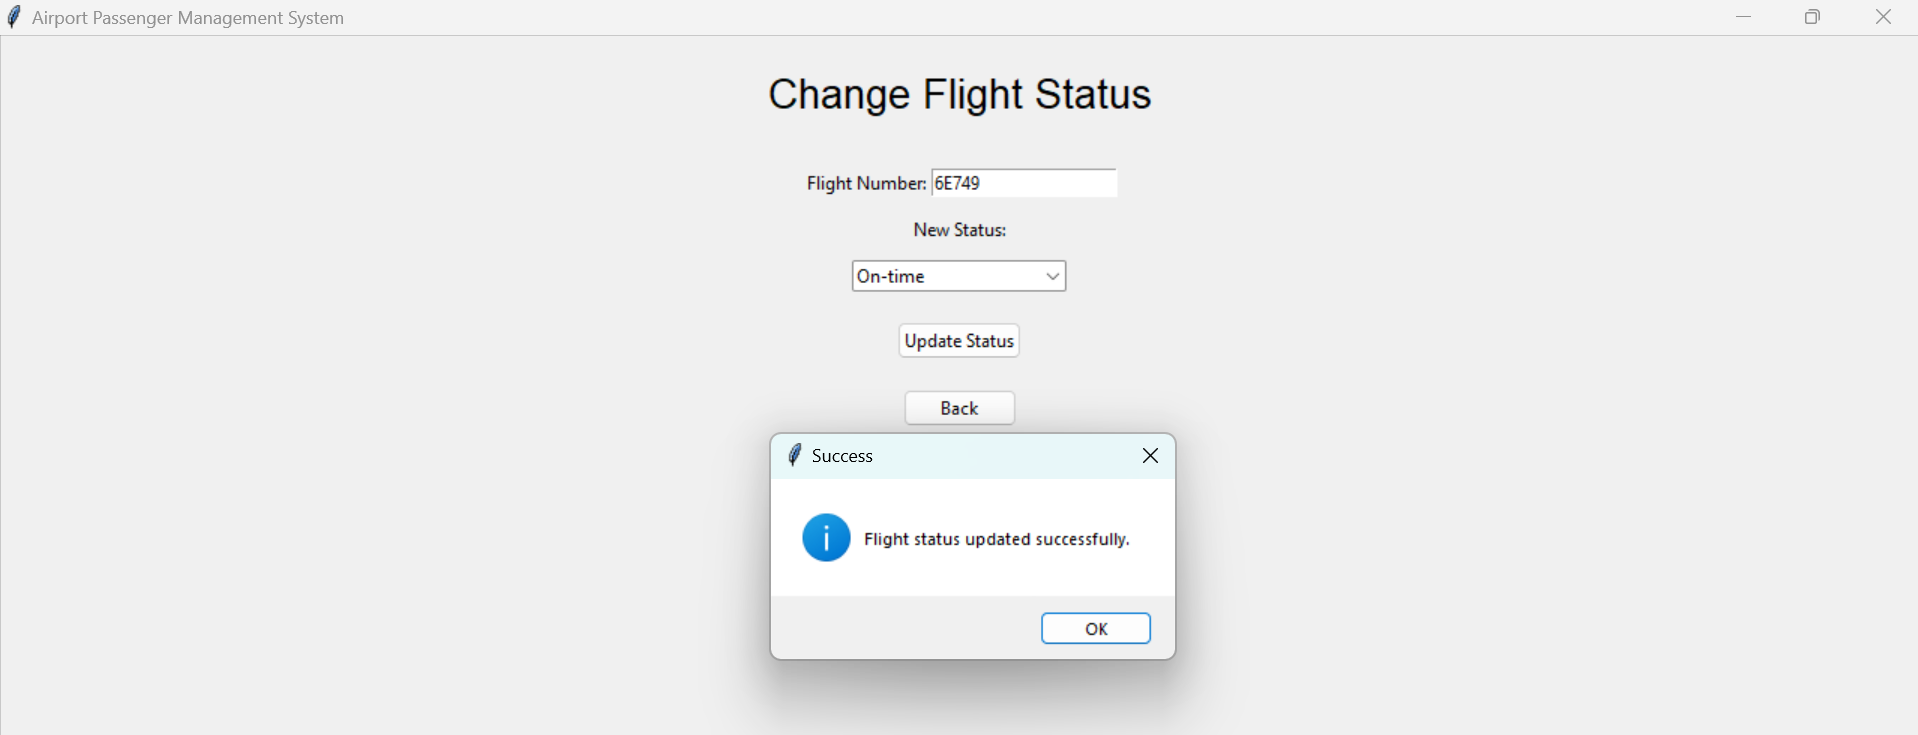 Airport Passenger Management System
Change Flight Status
Flight Number: 6E749
New Status:
On-time
Update Status
Back
Success
Flight status updated successfully.
OK